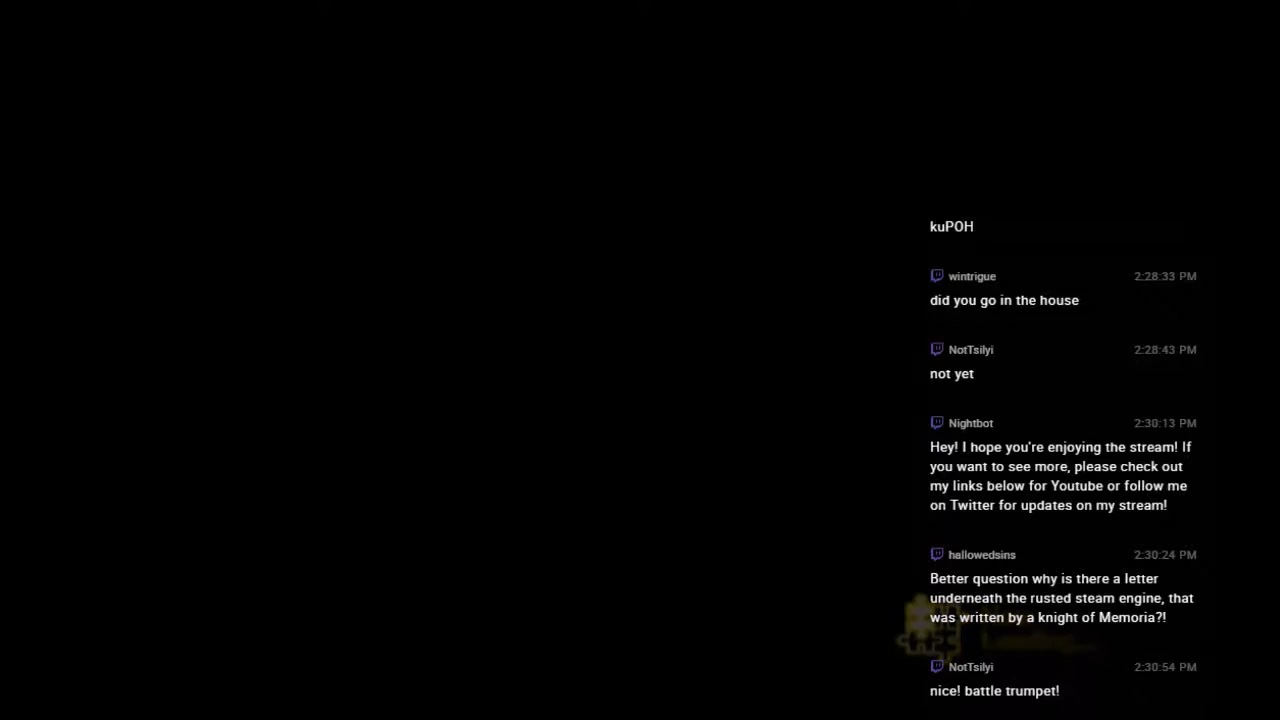 kuPOH
wintrigue 2:28:33 PM
did you go in the house
NotTsilyi 2:28:43 PM
not yet
Nightbot 2:30:13 PM
Hey! I hope you're enjoying the stream! If
you want to see more, please check out
my links below for Youtube or follow me
on Twitter for updates on my stream!
hallowedsins 2:30:24 PM
Better question why is there a letter
underneath the rusted steam engine, that
was written by a knight of Memoria?!
NotTsilyi 2:30:54 PM
nice! battle trumpet!